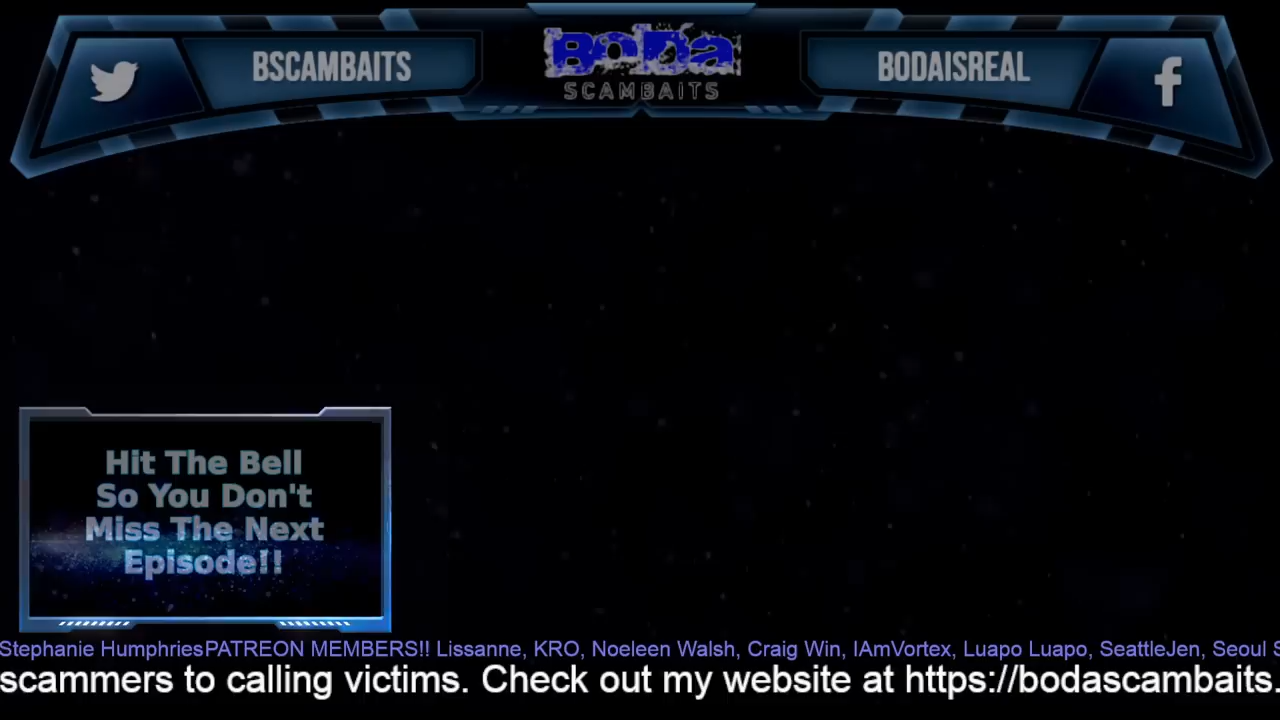 BSCAMBAITS
BoDa
SCAMBAITS
BODAISREAL
Hit The Bell
So You Don't
Miss The Next
Episode!!
Stephanie HumphriesPATREON MEMBERS!! Lissanne, KRO, Noeleen Walsh, Craig Win, IAmVortex, Luapo Luapo, SeattleJen, Seoul S
scammers to calling victims. Check out my website at https://bodascambaits.